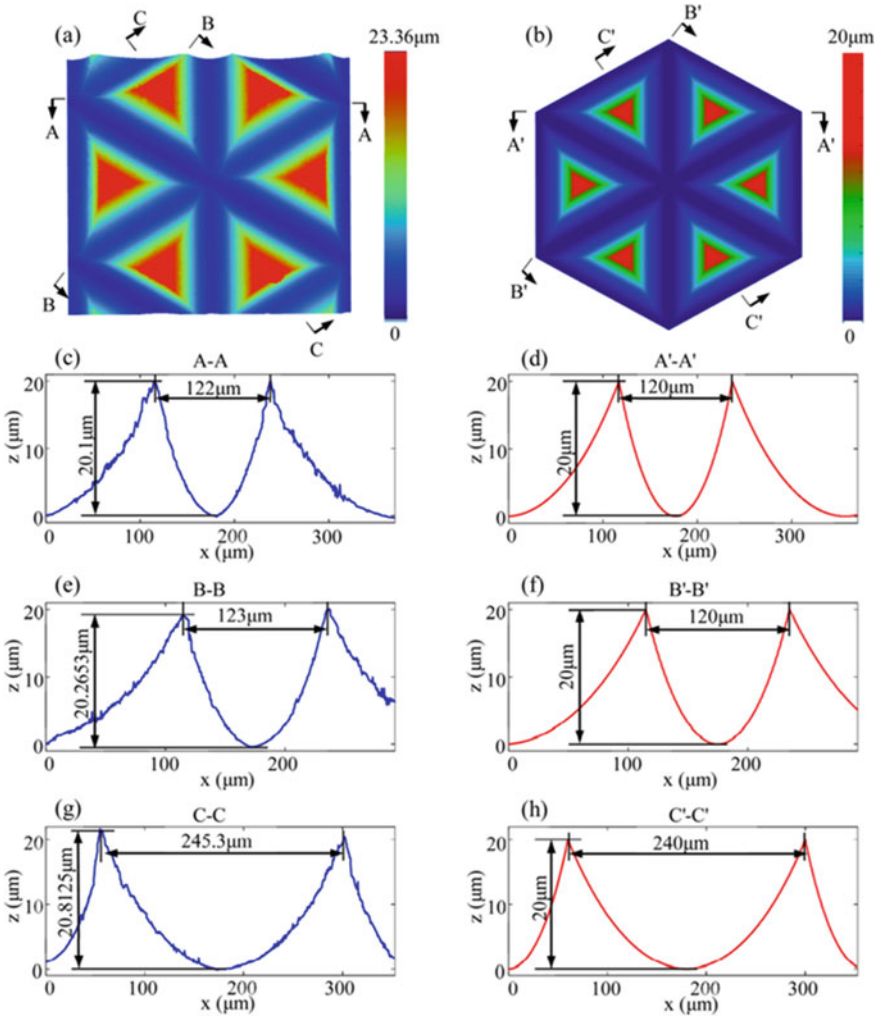 (a)
C
B
23.36μm
A
A
B
C
0
(b)
B'
C'
20μm
A'
A'
B'
C'
0
(c)
A-A
z (μm)
20
10
0
20.1μm
122μm
0
100
200
300
x (μm)
(d)
A'-A'
z (μm)
20
10
0
20μm
120μm
0
100
200
300
x (μm)
(e)
B-B
z (μm)
20
10
0
20.2653μm
123μm
0
100
200
x (μm)
(f)
B'-B'
z (μm)
20
10
0
20μm
120μm
0
100
200
x (μm)
(g)
C-C
z (μm)
20
10
0
20.8125μm
245.3μm
0
100
200
300
x (μm)
(h)
C'-C'
z (μm)
20
10
0
20μm
240μm
0
100
200
300
x (μm)